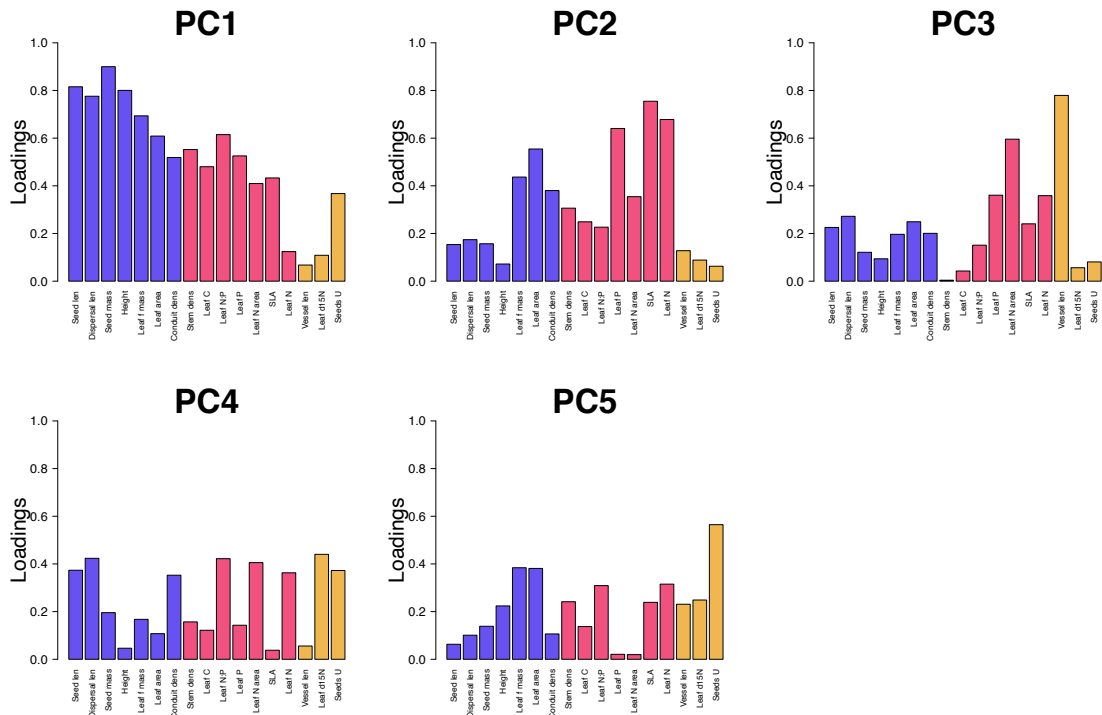 PC1
PC2
PC3
Loadings
1.0
0.8
0.6
0.4
0.2
0.0
Seed len
Dispersal len
Seed mass
Height
Leaf f mass
Leaf area
Conduit dens
Stem dens
Leaf C
Leaf N:P
Leaf P
Leaf N area
SLA
Leaf N
Vessel len
Leaf d15N
Seeds U
Loadings
1.0
0.8
0.6
0.4
0.2
0.0
Seed len
Dispersal len
Seed mass
Height
Leaf f mass
Leaf area
Conduit dens
Stem dens
Leaf C
Leaf N:P
Leaf P
Leaf N area
SLA
Leaf N
Vessel len
Leaf d15N
Seeds U
Loadings
1.0
0.8
0.6
0.4
0.2
0.0
Seed len
Dispersal len
Seed mass
Height
Leaf f mass
Leaf area
Conduit dens
Stem dens
Leaf C
Leaf N:P
Leaf P
Leaf N area
SLA
Leaf N
Vessel len
Leaf d15N
Seeds U
PC4
PC5
Loadings
1.0
0.8
0.6
0.4
0.2
0.0
Seed len
Dispersal len
Seed mass
Height
Leaf f mass
Leaf area
Conduit dens
Stem dens
Leaf C
Leaf N:P
Leaf P
Leaf N area
SLA
Leaf N
Vessel len
Leaf d15N
Seeds U
Loadings
1.0
0.8
0.6
0.4
0.2
0.0
Seed len
Dispersal len
Seed mass
Height
Leaf f mass
Leaf area
Conduit dens
Stem dens
Leaf C
Leaf N:P
Leaf P
Leaf N area
SLA
Leaf N
Vessel len
Leaf d15N
Seeds U